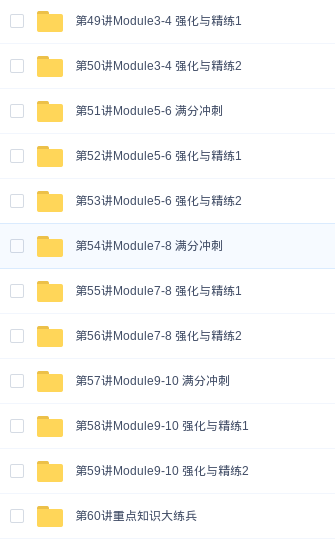 第49讲Module3-4 强化与精练1
第50讲Module3-4 强化与精练2
第51讲Module5-6 满分冲刺
第52讲Module5-6 强化与精练1
第53讲Module5-6 强化与精练2
第54讲Module7-8 满分冲刺
第55讲Module7-8 强化与精练1
第56讲Module7-8 强化与精练2
第57讲Module9-10 满分冲刺
第58讲Module9-10 强化与精练1
第59讲Module9-10 强化与精练2
第60讲重点知识大练兵